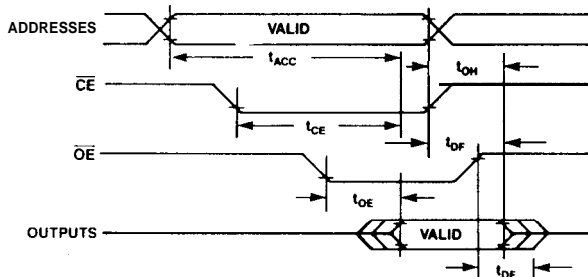 ADDRESSES
VALID
tACC
tOH
CE
tCE
tDF
OE
tOE
OUTPUTS
VALID
tDF